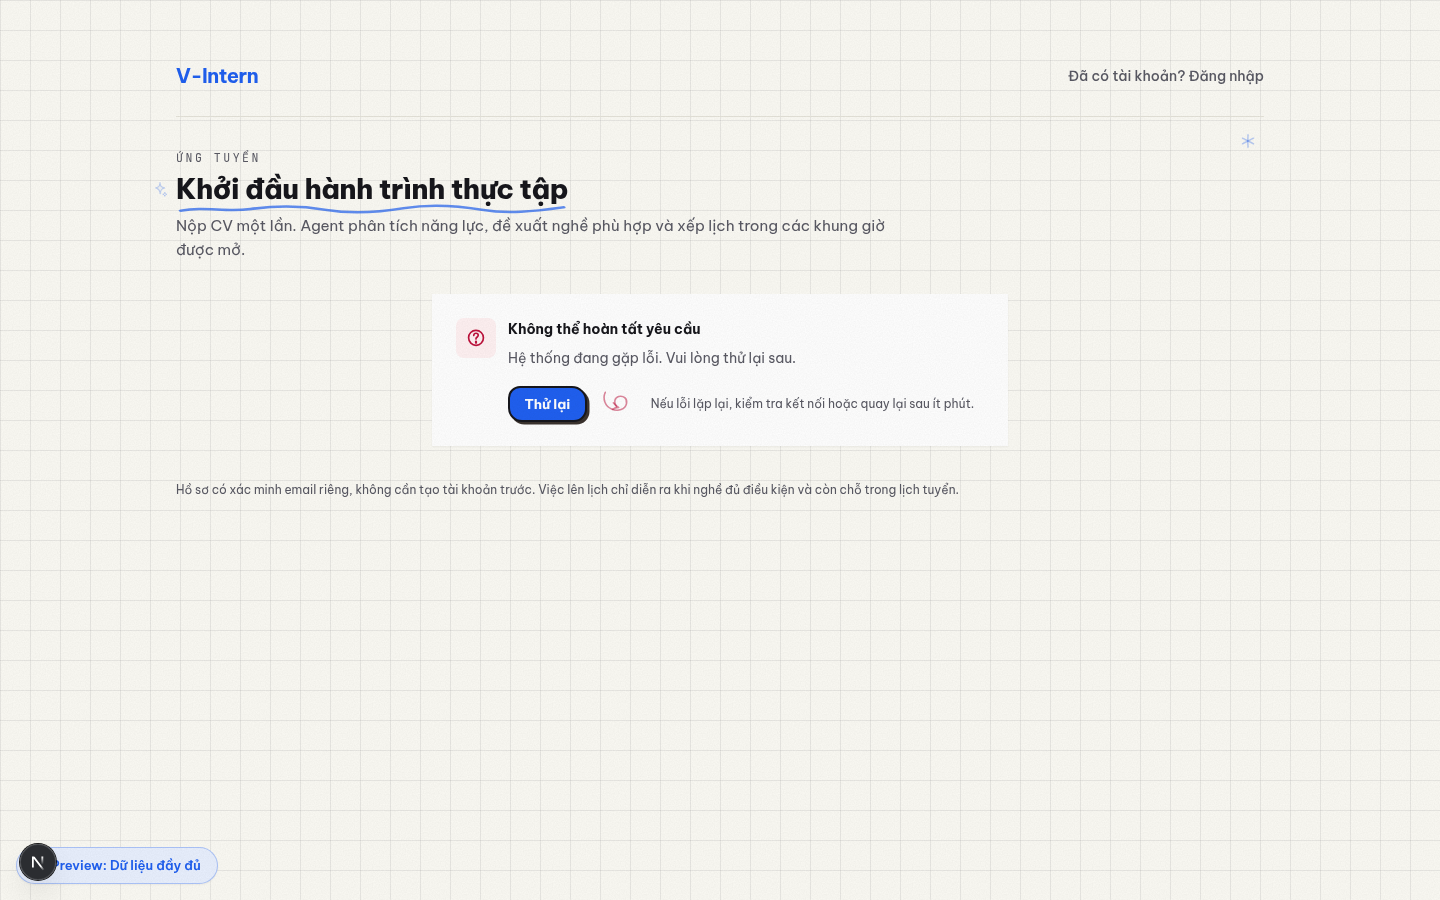 V-Intern
Đã có tài khoản? Đăng nhập
ỨNG TUYỂN
Khởi đầu hành trình thực tập
Nộp CV một lần. Agent phân tích năng lực, đề xuất nghề phù hợp và xếp lịch trong các khung giờ
được mở.
Không thể hoàn tất yêu cầu
Hệ thống đang gặp lỗi. Vui lòng thử lại sau.
Thử lại
Nếu lỗi lặp lại, kiểm tra kết nối hoặc quay lại sau ít phút.
Hồ sơ có xác minh email riêng, không cần tạo tài khoản trước. Việc lên lịch chỉ diễn ra khi nghề đủ điều kiện và còn chỗ trong lịch tuyển.
N
Preview: Dữ liệu đầy đủ